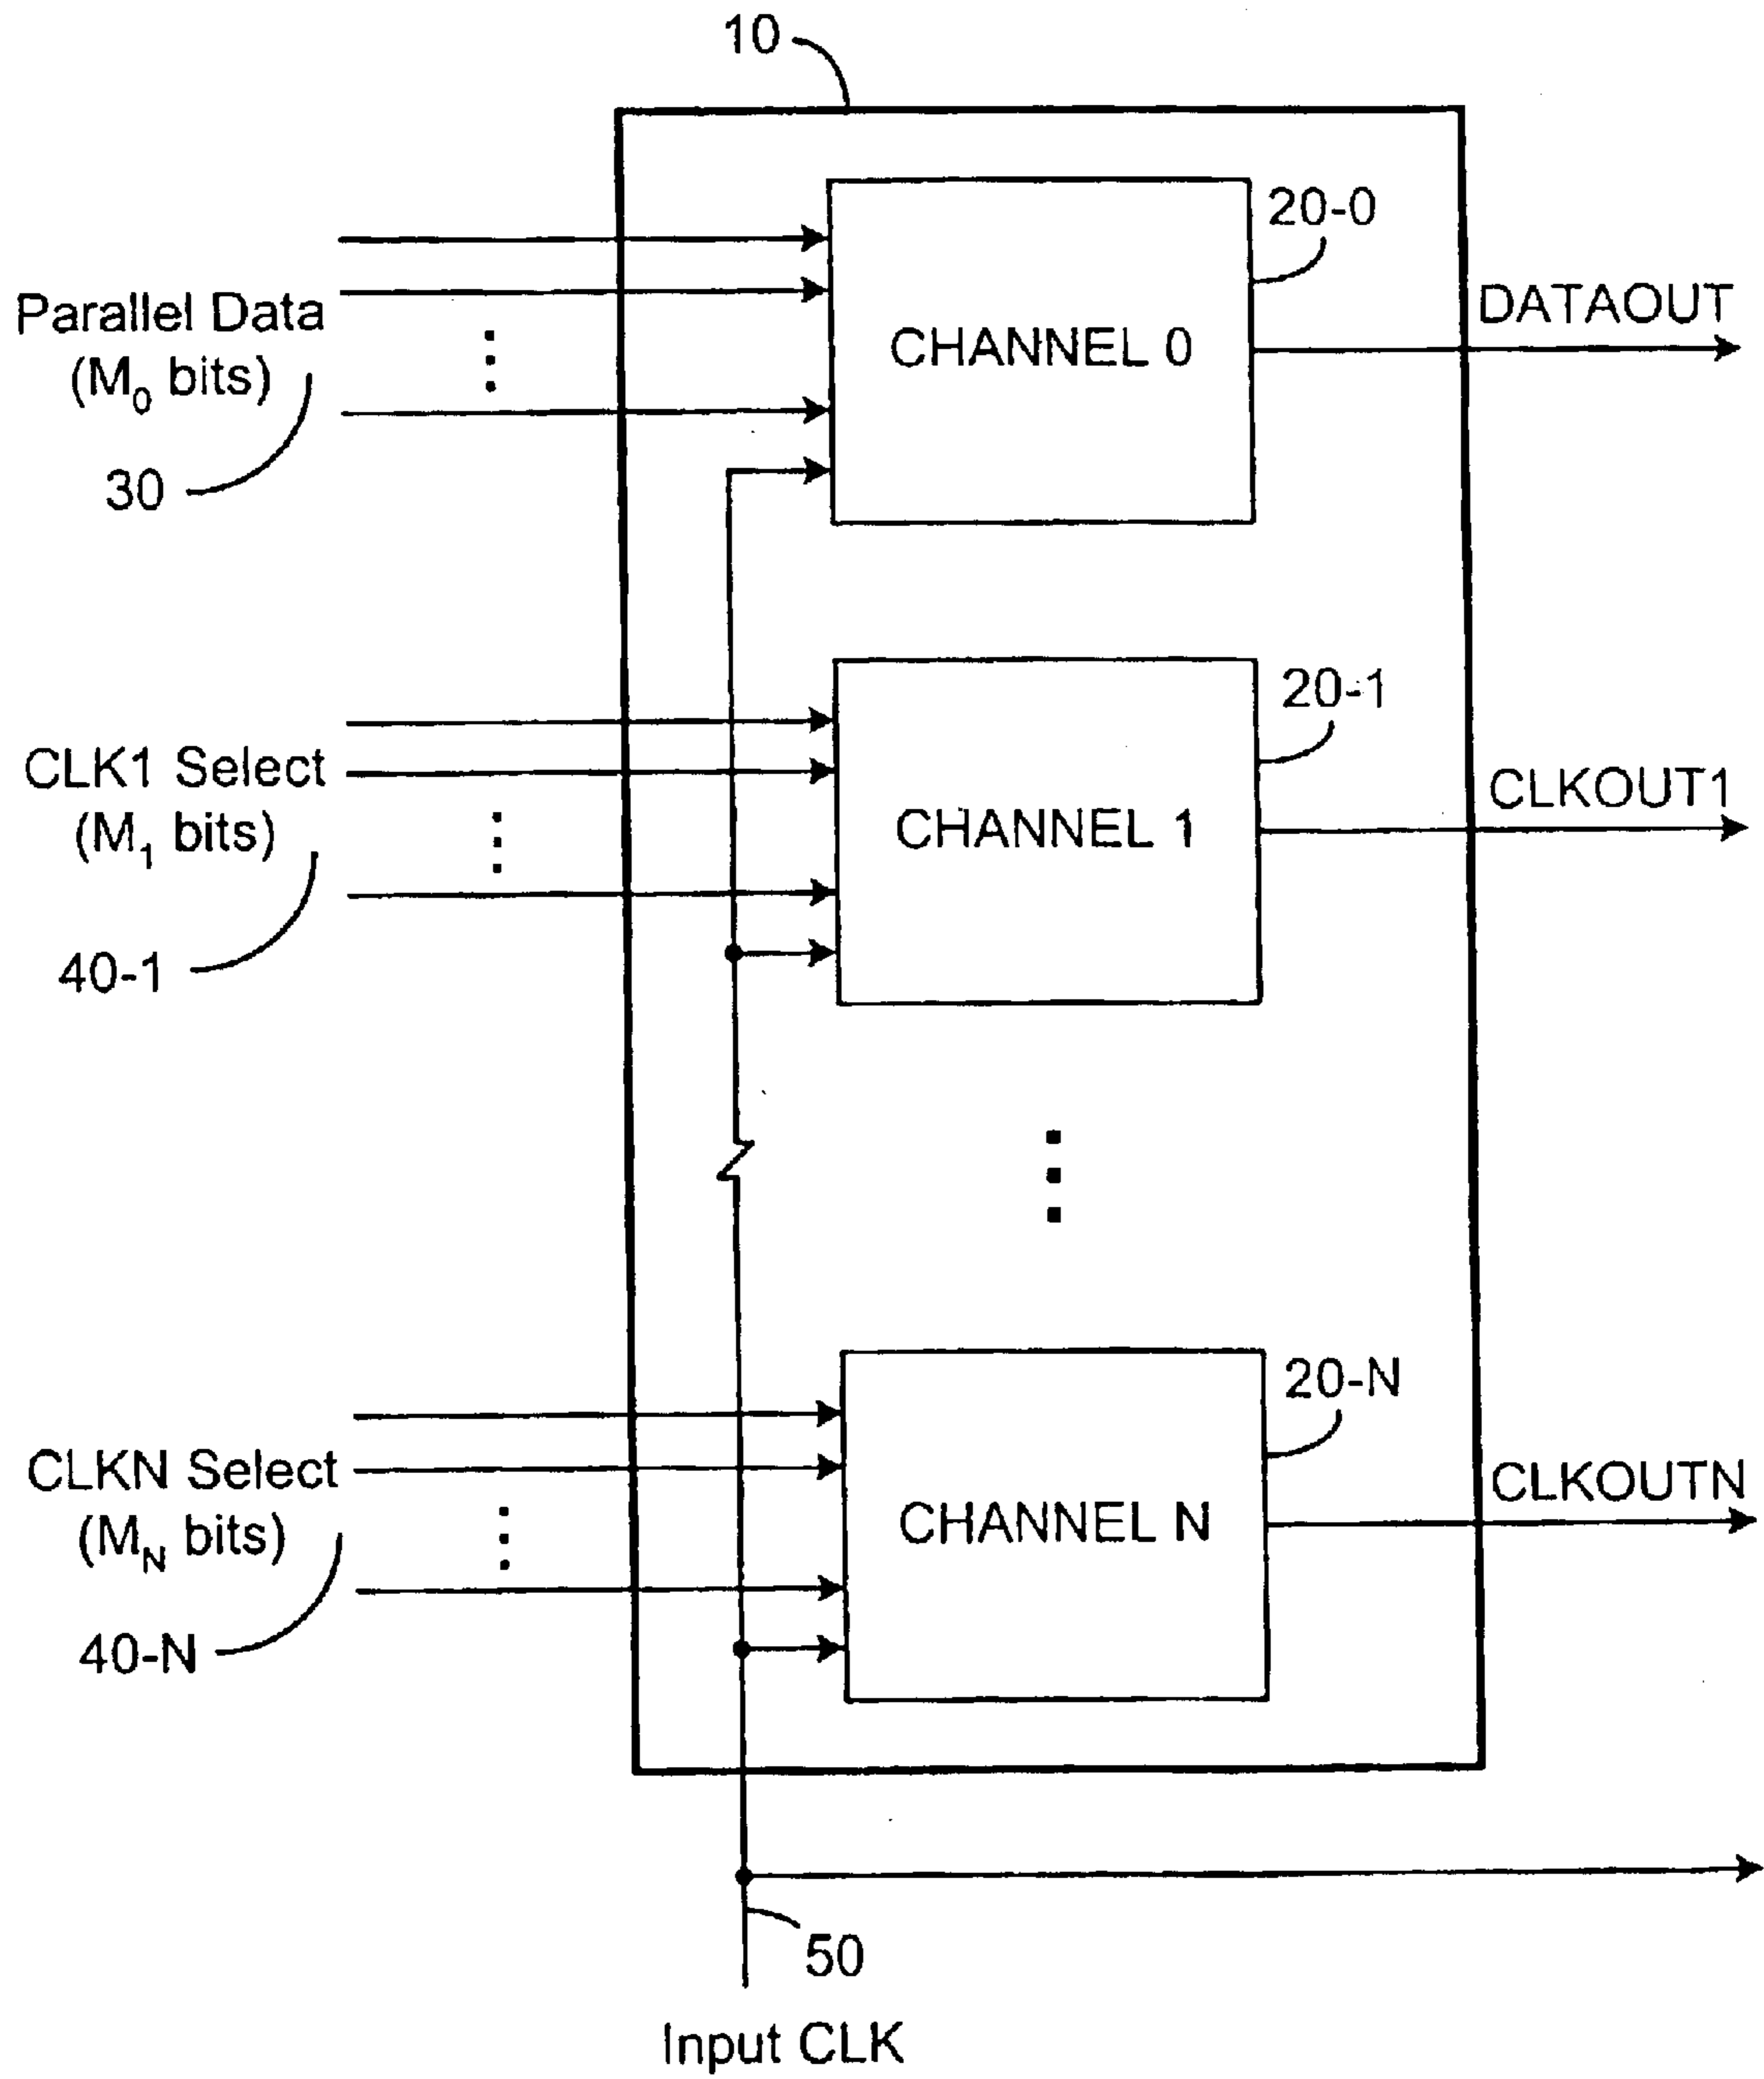 10
20-0
Parallel Data
(M₀ bits)
30
CHANNEL 0
DATAOUT
20-1
CLK1 Select
(M₁ bits)
40-1
CHANNEL 1
CLKOUT1
20-N
CLKN Select
(M_N bits)
40-N
CHANNEL N
CLKOUTN
50
Input CLK